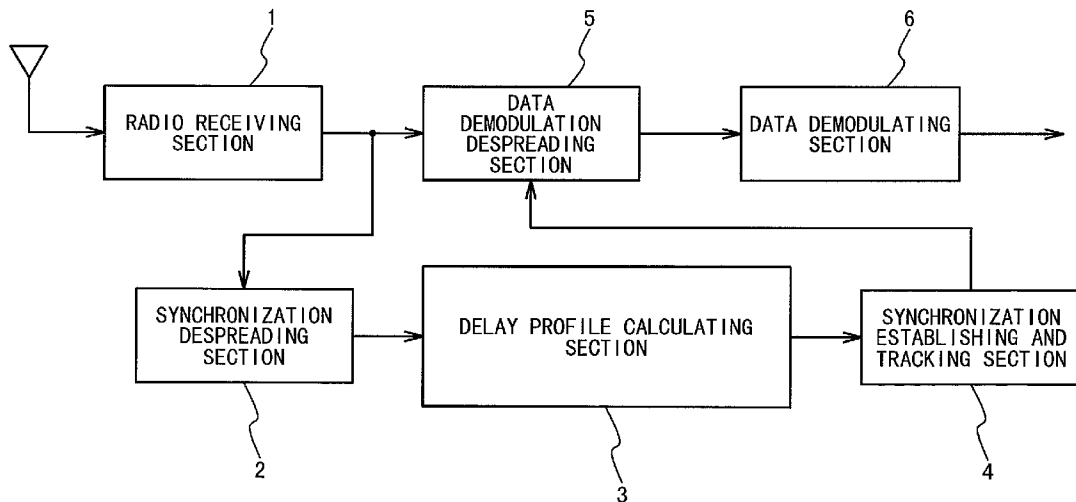 1
5
6
RADIO RECEIVING
SECTION
DATA
DEMODULATION
DESPREADING
SECTION
DATA DEMODULATING
SECTION
SYNCHRONIZATION
DESPREADING
SECTION
DELAY PROFILE CALCULATING
SECTION
SYNCHRONIZATION
ESTABLISHING AND
TRACKING SECTION
2
3
4